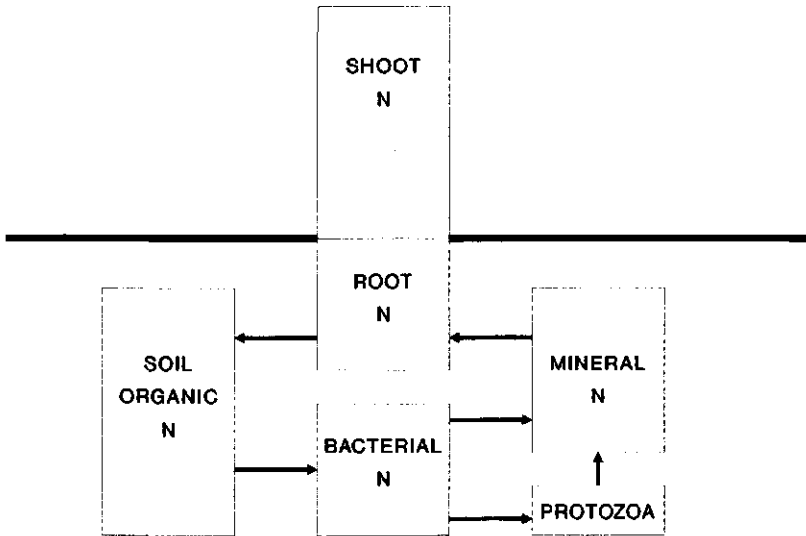 SHOOT
N
ROOT
N
SOIL
ORGANIC
N
MINERAL
N
BACTERIAL
N
PROTOZOA